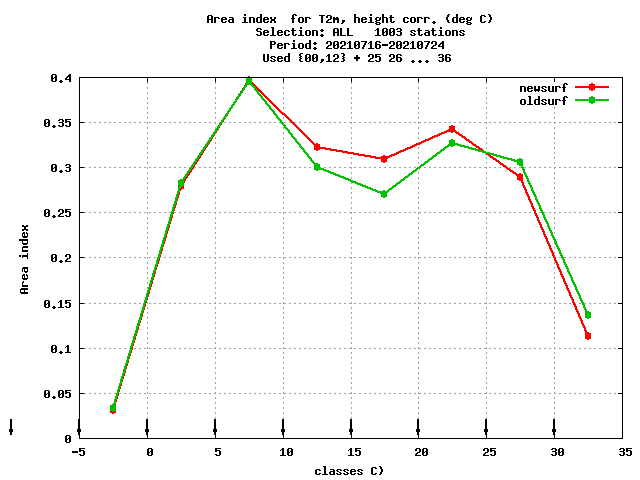 Area index  for T2m, height corr. (deg C)
Selection: ALL   1003 stations
Period: 20210716-20210724
Used {00,12} + 25 26 ... 36
newsurf
oldsurf
0.4
0.35
0.3
0.25
0.2
0.15
0.1
0.05
0
Area index
-5 0 5 10 15 20 25 30 35
classes C)